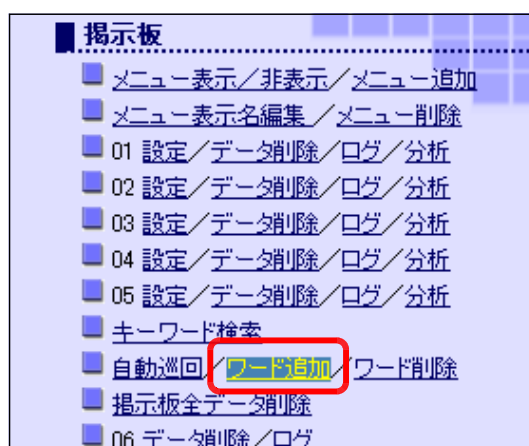 掲示板
メニュー表示／非表示／メニュー追加
メニュー表示名編集／メニュー削除
01 設定／データ削除／ログ／分析
02 設定／データ削除／ログ／分析
03 設定／データ削除／ログ／分析
04 設定／データ削除／ログ／分析
05 設定／データ削除／ログ／分析
キーワード検索
自動巡回／ワード追加／ワード削除
掲示板全データ削除
06 データ削除／ログ